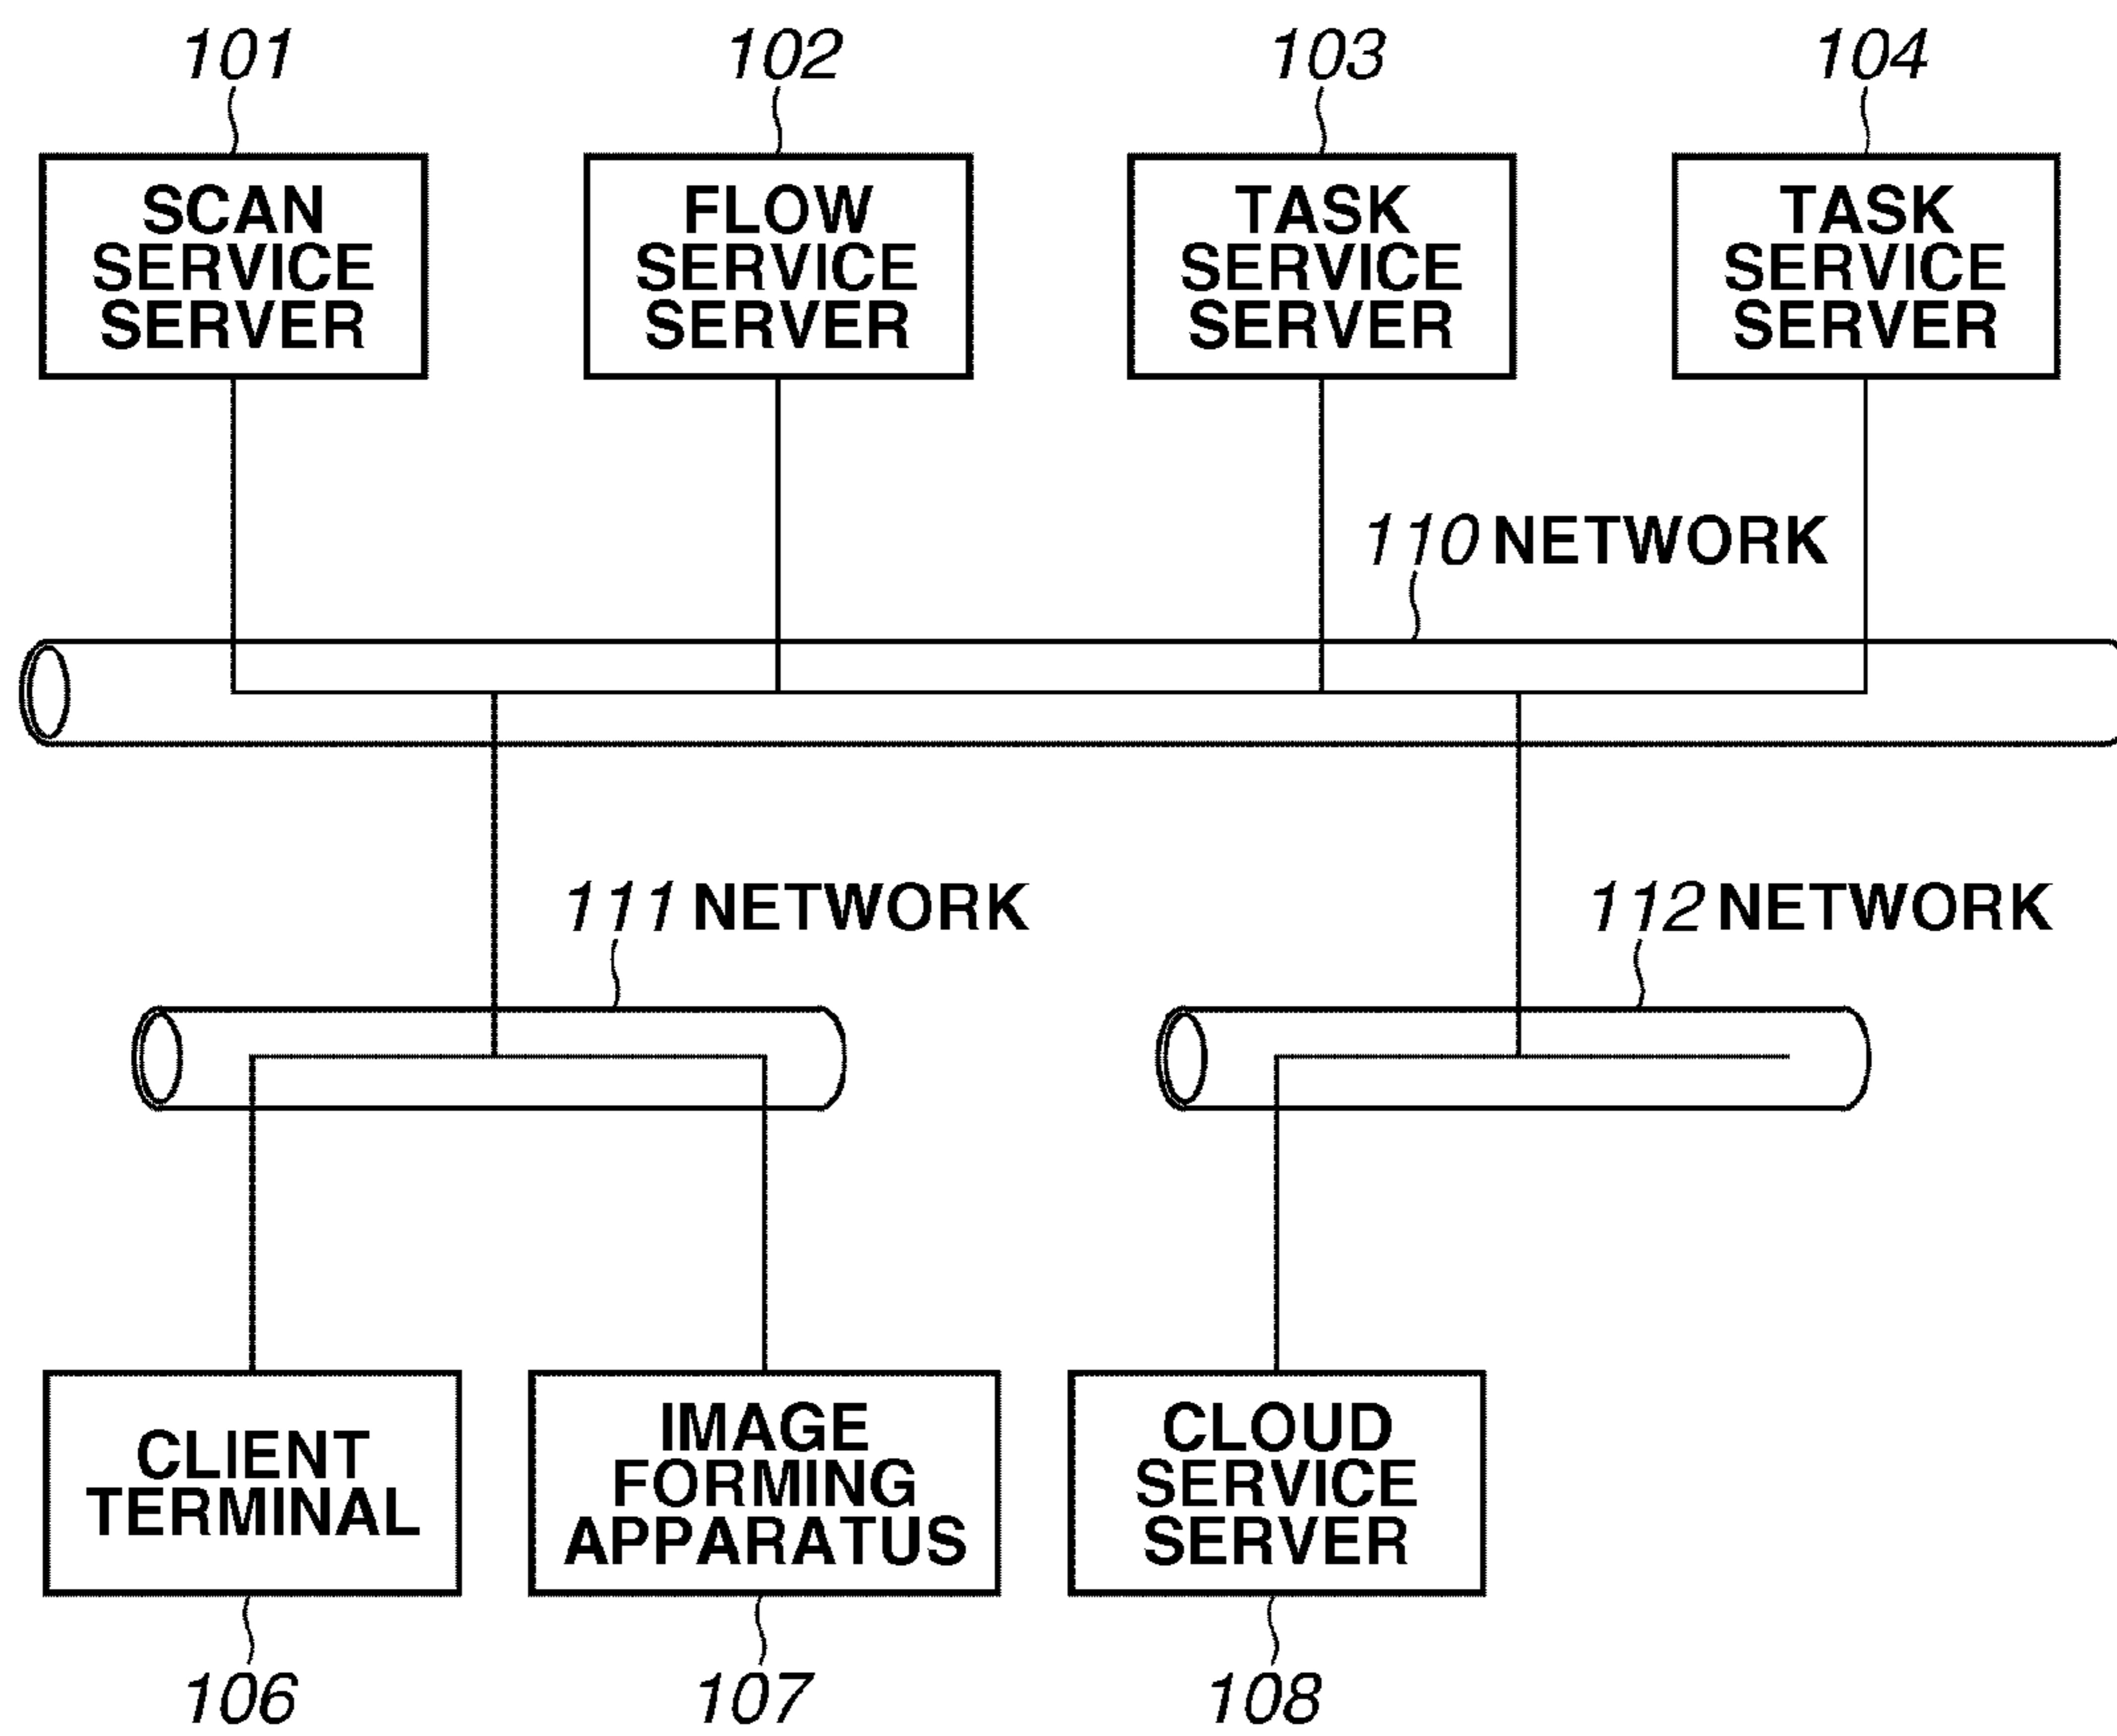 101
102
103
104
SCAN
SERVICE
SERVER
FLOW
SERVICE
SERVER
TASK
SERVICE
SERVER
TASK
SERVICE
SERVER
110 NETWORK
111 NETWORK
112 NETWORK
CLIENT
TERMINAL
IMAGE
FORMING
APPARATUS
CLOUD
SERVICE
SERVER
106
107
108